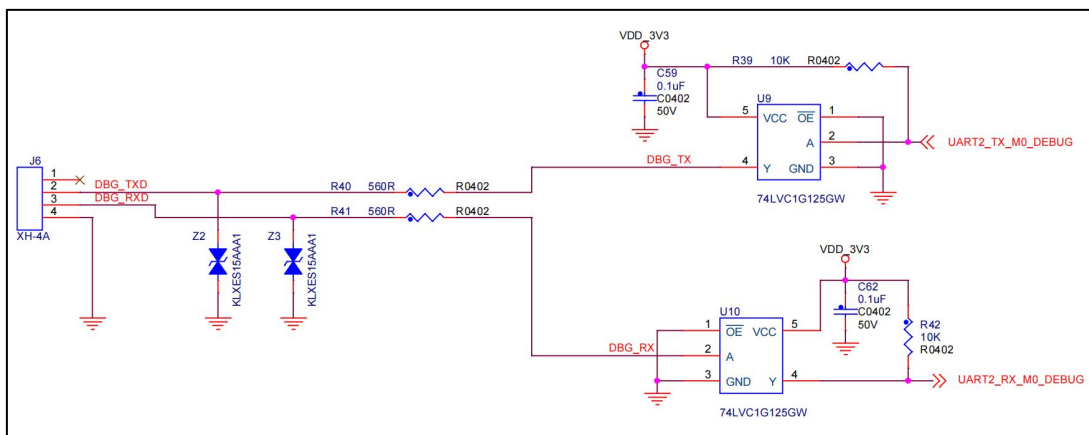 VDD_3V3
R39 10K R0402
C59
0.1uF
C0402
50V
U9
5 VCC OE 1
A 2
4 Y GND 3
74LVC1G125GW
UART2_TX_M0_DEBUG
DBG_TX
J6
1
2
3
4
XH-4A
DBG_TXD
DBG_RXD
R40 560R R0402
R41 560R R0402
Z2
KLXES15AAA1
Z3
KLXES15AAA1
VDD_3V3
C62
0.1uF
C0402
50V
U10
1 OE VCC 5
2 A
3 GND Y 4
74LVC1G125GW
DBG_RX
R42
10K
R0402
UART2_RX_M0_DEBUG